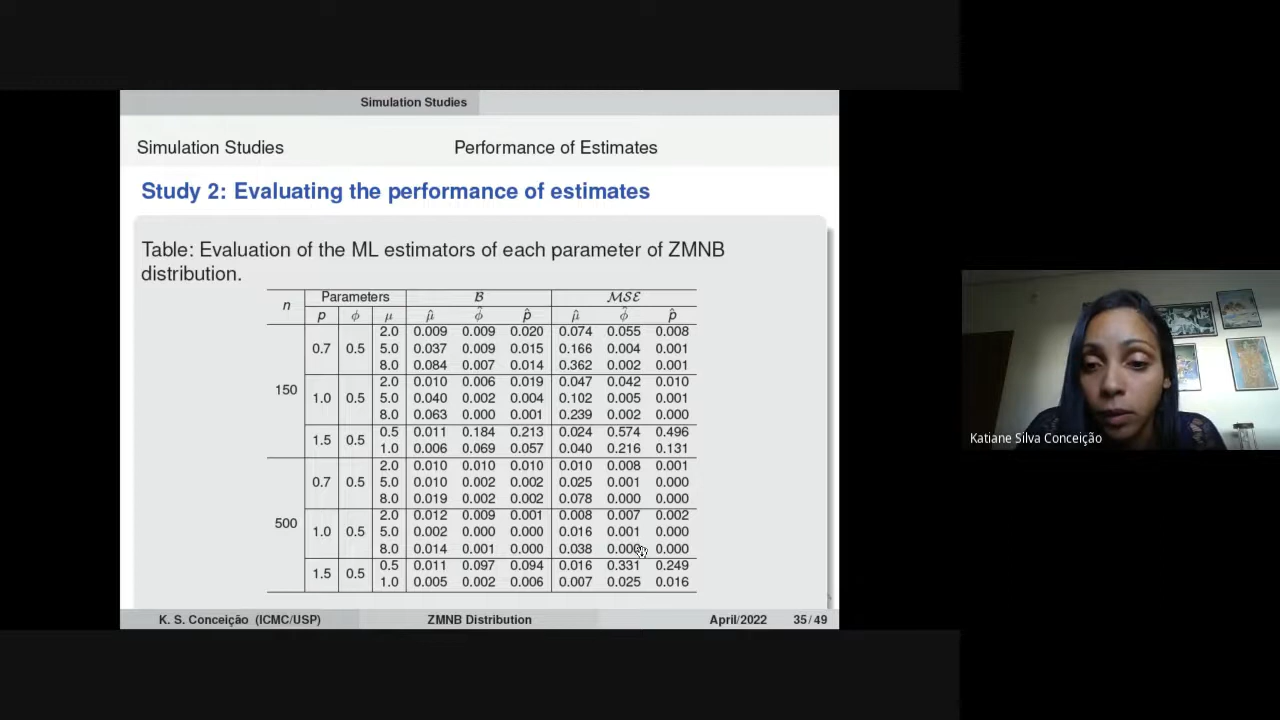 Simulation Studies
Simulation Studies Performance of Estimates
Study 2: Evaluating the performance of estimates
Table: Evaluation of the ML estimators of each parameter of ZMNB
distribution.
n Parameters B MSE
p ϕ μ μ̂ ϕ̂ p̂ μ̂ ϕ̂ p̂
2.0 0.009 0.009 0.020 0.074 0.055 0.008
0.7 0.5 5.0 0.037 0.009 0.015 0.166 0.004 0.001
8.0 0.084 0.007 0.014 0.362 0.002 0.001
150
2.0 0.010 0.006 0.019 0.047 0.042 0.010
1.0 0.5 5.0 0.040 0.002 0.004 0.102 0.005 0.001
8.0 0.063 0.000 0.001 0.239 0.002 0.000
1.5 0.5
0.5 0.011 0.184 0.213 0.024 0.574 0.496
1.0 0.006 0.069 0.057 0.040 0.216 0.131
2.0 0.010 0.010 0.010 0.010 0.008 0.001
0.7 0.5 5.0 0.010 0.002 0.002 0.025 0.001 0.000
8.0 0.019 0.002 0.002 0.078 0.000 0.000
500
2.0 0.012 0.009 0.001 0.008 0.007 0.002
1.0 0.5 5.0 0.002 0.000 0.000 0.016 0.001 0.000
8.0 0.014 0.001 0.000 0.038 0.000 0.000
1.5 0.5
0.5 0.011 0.097 0.094 0.016 0.331 0.249
1.0 0.005 0.002 0.006 0.007 0.025 0.016
K. S. Conceição (ICMC/USP) ZMNB Distribution April/2022 35/49
Katiane Silva Conceição